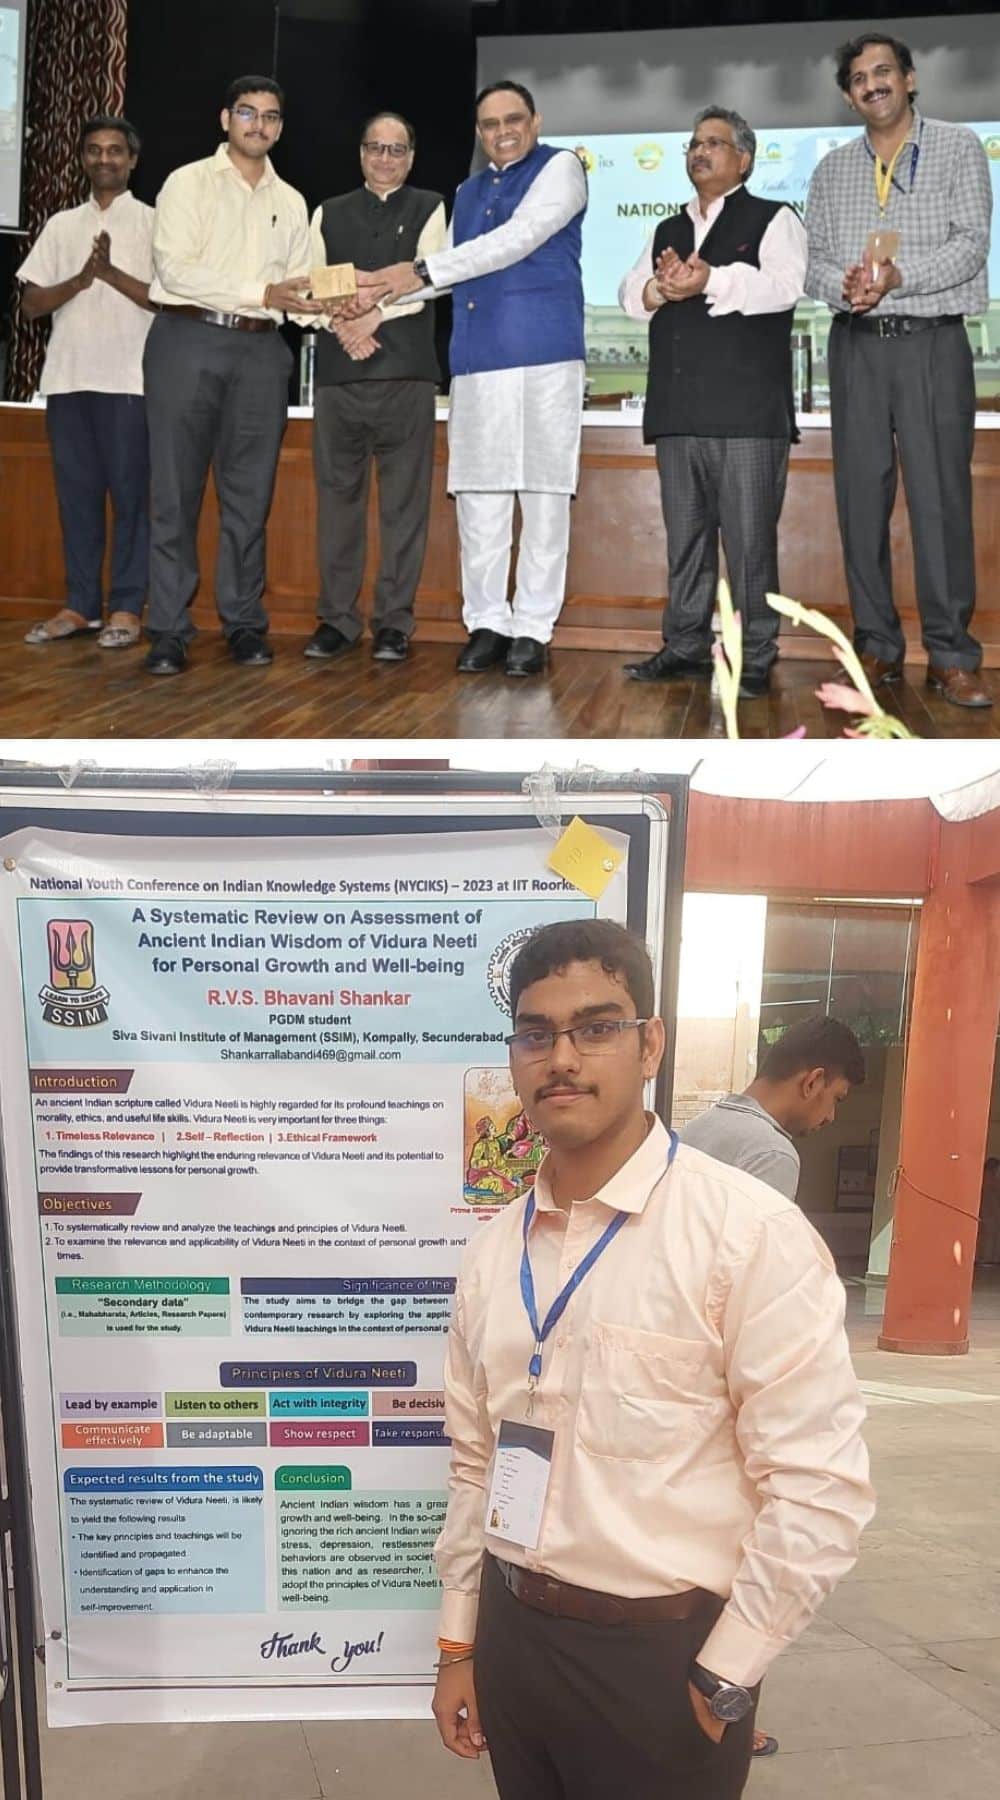 NATION
PROF.
National Youth Conference on Indian Knowledge Systems (NYCIKS) – 2023 at IIT Roorke
A Systematic Review on Assessment of
Ancient Indian Wisdom of Vidura Neeti
for Personal Growth and Well-being
LEARN TO SERVE
SSIM
R.V.S. Bhavani Shankar
PGDM student
Siva Sivani Institute of Management (SSIM), Kompally, Secunderabad
Shankarrallabandi469@gmail.com
Introduction
An ancient Indian scripture called Vidura Neeti is highly regarded for its profound teachings on
morality, ethics, and useful life skills. Vidura Neeti is very important for three things:
1. Timeless Relevance | 2.Self – Reflection | 3.Ethical Framework
The findings of this research highlight the enduring relevance of Vidura Neeti and its potential to
provide transformative lessons for personal growth.
Prime Minister
Objectives
1.To systematically review and analyze the teachings and principles of Vidura Neeti.
2.To examine the relevance and applicability of Vidura Neeti in the context of personal growth and
times.
Research Methodology
"Secondary data"
(i.e., Mahabharata, Articles, Research Papers)
is used for the study.
Significance of the
The study aims to bridge the gap between
contemporary research by exploring the applic
Vidura Neeti teachings in the context of personal g
Principles of Vidura Neeti
Lead by example
Listen to others
Act with integrity
Be decisiv
Communicate
effectively
Be adaptable
Show respect
Take respons
Expected results from the study
The systematic review of Vidura Neeti, is likely
to yield the following results
• The key principles and teachings will be
identified and propagated.
• Identification of gaps to enhance the
understanding and application in
self-improvement.
Conclusion
Ancient Indian wisdom has a grea
growth and well-being. In the so-call
ignoring the rich ancient Indian wisd
stress, depression, restlessnes
behaviors are observed in society
this nation and as researcher, I
adopt the principles of Vidura Neeti f
well-being.
Thank you!